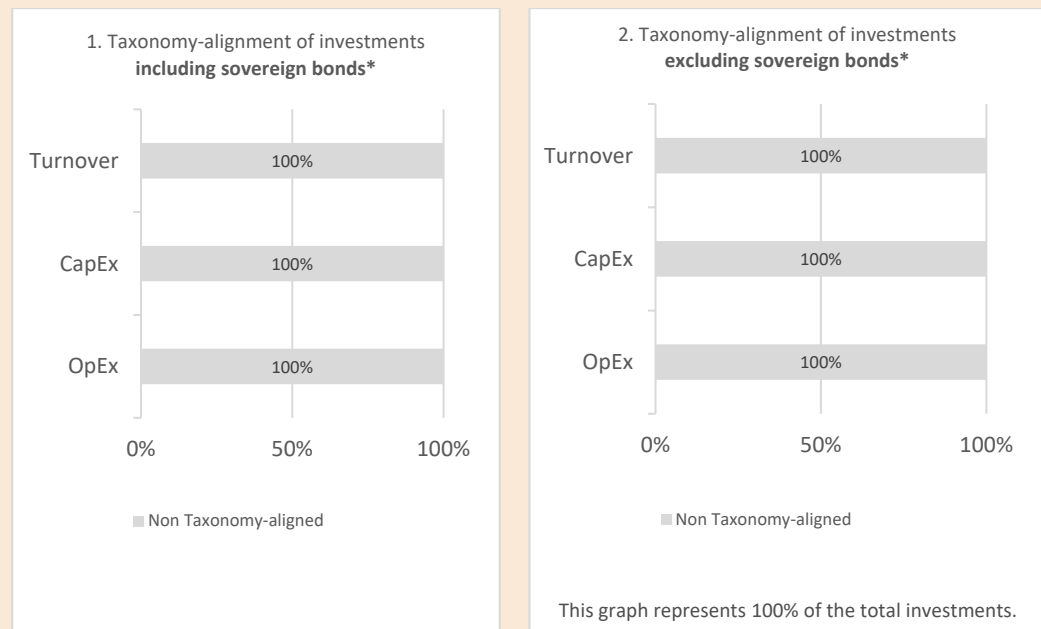 1. Taxonomy-alignment of investments
including sovereign bonds*
Turnover
100%
CapEx
100%
OpEx
100%
0%
50%
100%
Non Taxonomy-aligned
2. Taxonomy-alignment of investments
excluding sovereign bonds*
Turnover
100%
CapEx
100%
OpEx
100%
0%
50%
100%
Non Taxonomy-aligned
This graph represents 100% of the total investments.